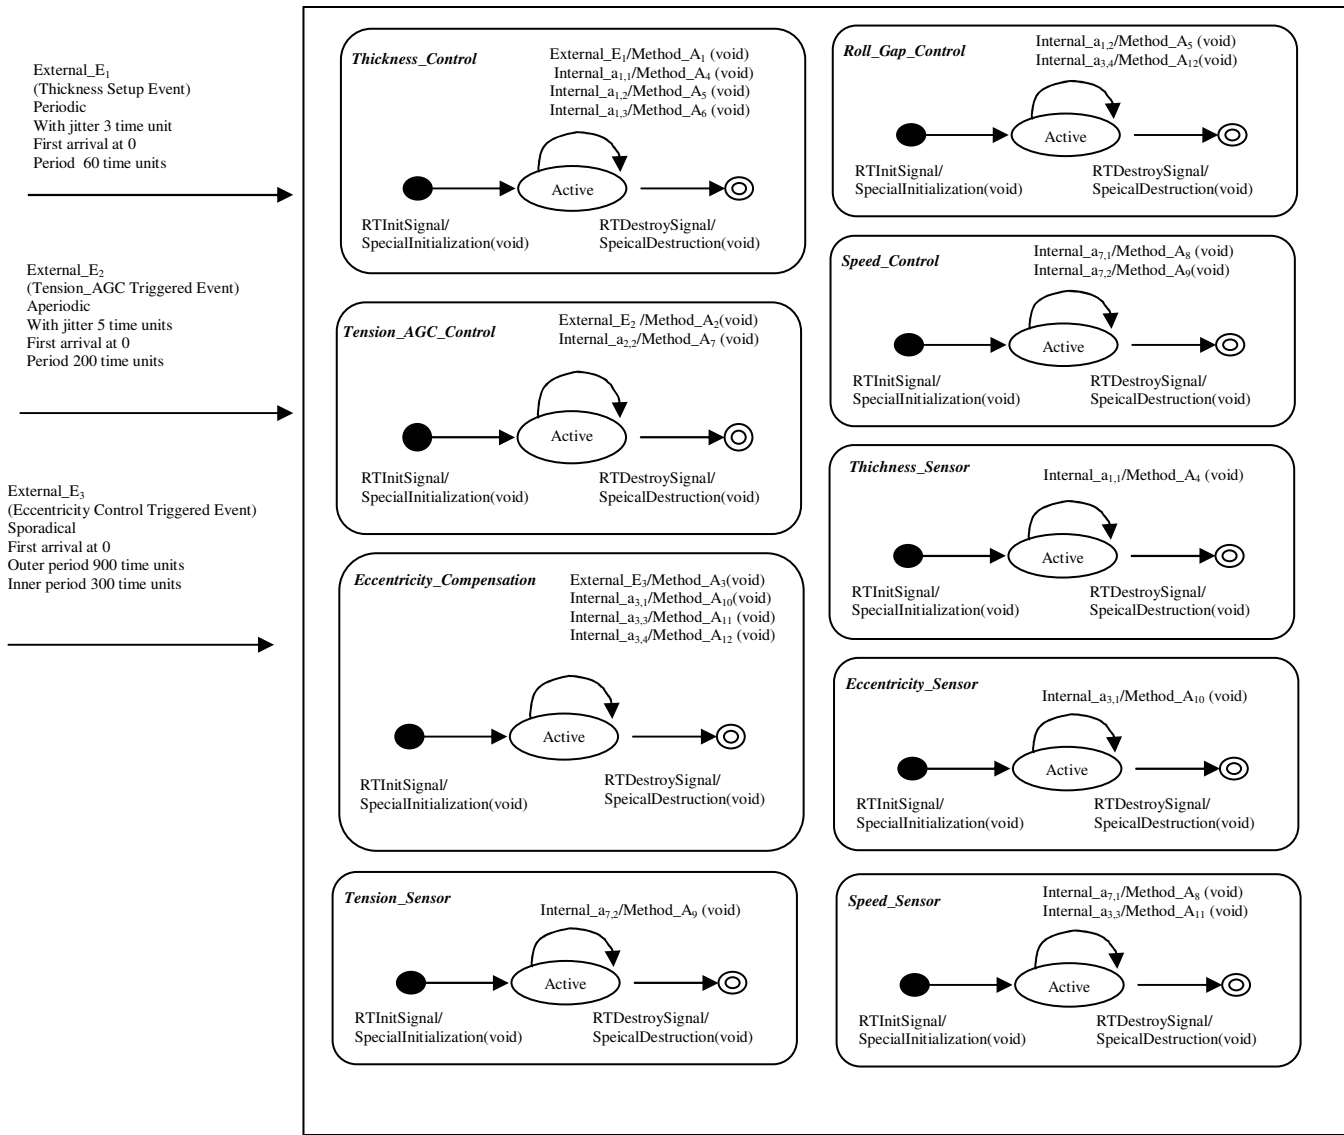 External_E1
(Thickness Setup Event)
Periodic
With jitter 3 time unit
First arrival at 0
Period 60 time units
External_E2
(Tension_AGC Triggered Event)
Aperiodic
With jitter 5 time units
First arrival at 0
Period 200 time units
External_E3
(Eccentricity Control Triggered Event)
Sporadical
First arrival at 0
Outer period 900 time units
Inner period 300 time units
Thickness_Control
External_E1/Method_A1 (void)
Internal_a1,1/Method_A4 (void)
Internal_a1,2/Method_A5 (void)
Internal_a1,3/Method_A6 (void)
Active
RTInitSignal/
SpecialInitialization(void)
RTDestroySignal/
SpeicalDestruction(void)
Tension_AGC_Control
External_E2 /Method_A2(void)
Internal_a2,2/Method_A7 (void)
Active
RTInitSignal/
SpecialInitialization(void)
RTDestroySignal/
SpeicalDestruction(void)
Eccentricity_Compensation
External_E3/Method_A3(void)
Internal_a3,1/Method_A10(void)
Internal_a3,3/Method_A11 (void)
Internal_a3,4/Method_A12 (void)
Active
RTInitSignal/
SpecialInitialization(void)
RTDestroySignal/
SpeicalDestruction(void)
Tension_Sensor
Internal_a7,2/Method_A9 (void)
Active
RTInitSignal/
SpecialInitialization(void)
RTDestroySignal/
SpeicalDestruction(void)
Roll_Gap_Control
Internal_a1,2/Method_A5 (void)
Internal_a3,4/Method_A12(void)
Active
RTInitSignal/
SpecialInitialization(void)
RTDestroySignal/
SpeicalDestruction(void)
Speed_Control
Internal_a7,1/Method_A8 (void)
Internal_a7,2/Method_A9(void)
Active
RTInitSignal/
SpecialInitialization(void)
RTDestroySignal/
SpeicalDestruction(void)
Thichness_Sensor
Internal_a1,1/Method_A4 (void)
Active
RTInitSignal/
SpecialInitialization(void)
RTDestroySignal/
SpeicalDestruction(void)
Eccentricity_Sensor
Internal_a3,1/Method_A10 (void)
Active
RTInitSignal/
SpecialInitialization(void)
RTDestroySignal/
SpeicalDestruction(void)
Speed_Sensor
Internal_a7,1/Method_A8 (void)
Internal_a3,3/Method_A11 (void)
Active
RTInitSignal/
SpecialInitialization(void)
RTDestroySignal/
SpeicalDestruction(void)